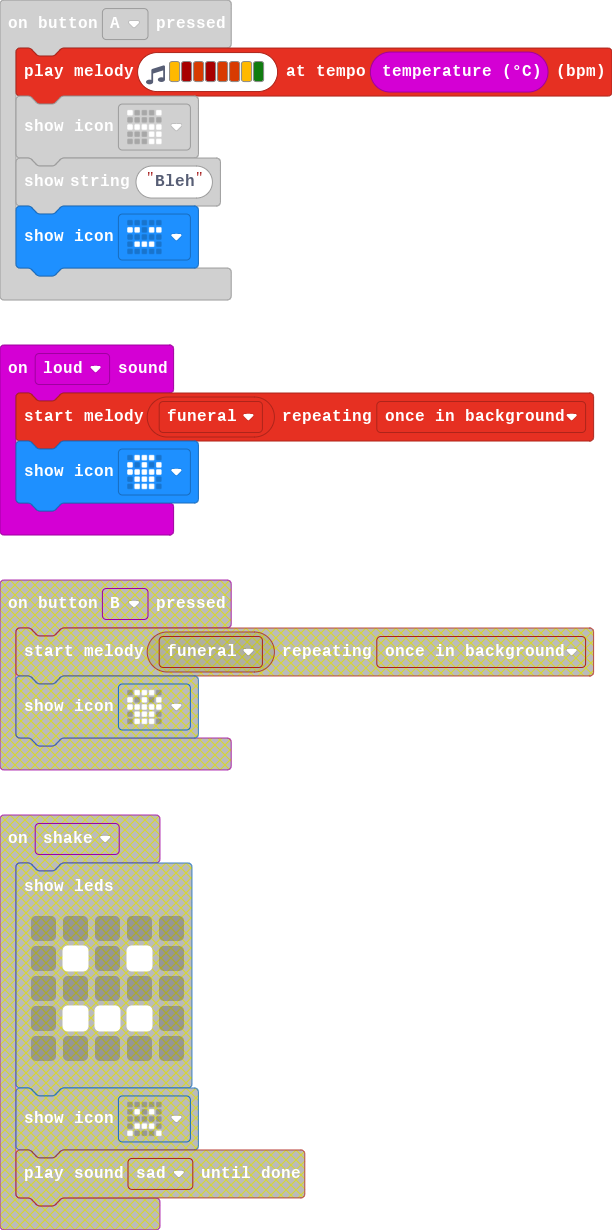 on button A pressed
play melody at tempo temperature (°C) (bpm)
show icon
show string "Bleh"
show icon
on loud sound
start melody funeral repeating once in background
show icon
on button B pressed
start melody funeral repeating once in background
show icon
on shake
show leds
show icon
play sound sad until done